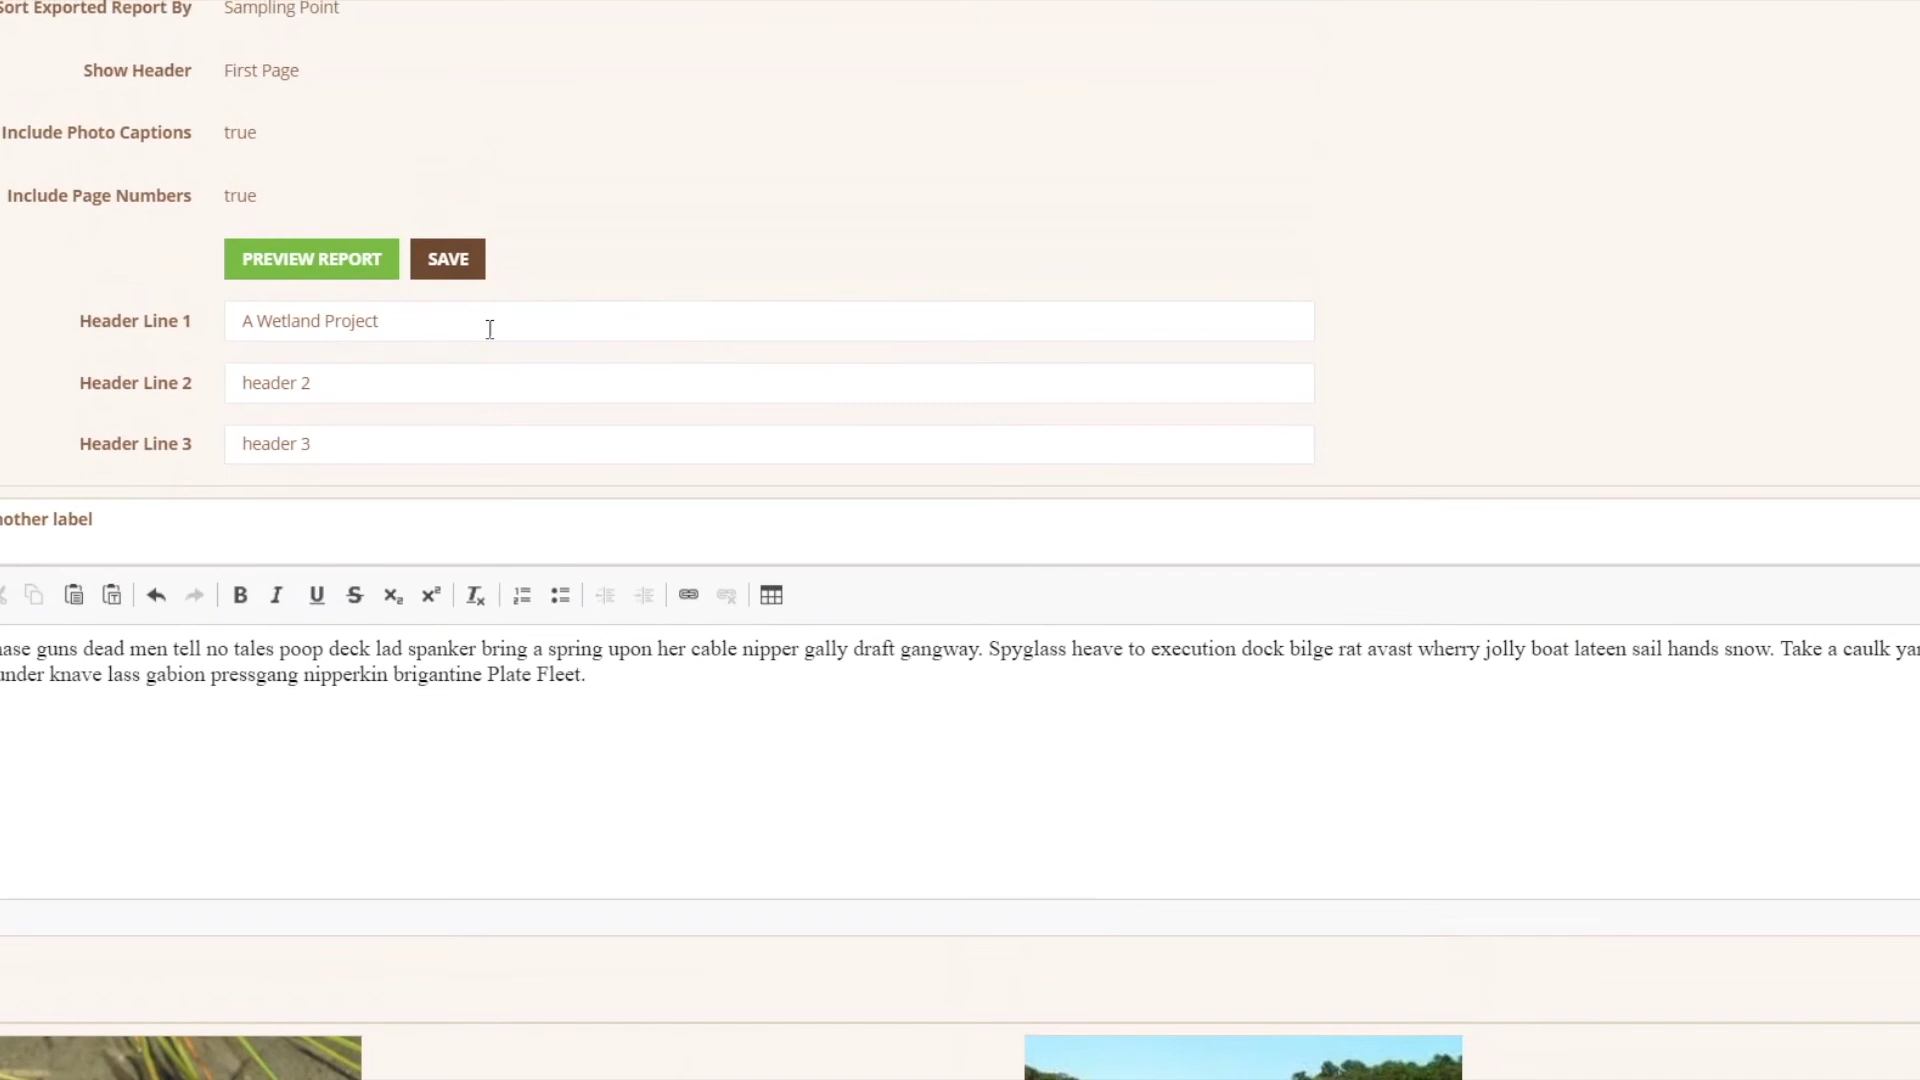 Sort Exported Report By Sampling Point
Show Header First Page
Include Photo Captions true
Include Page Numbers true
PREVIEW REPORT SAVE
Header Line 1 A Wetland Project
Header Line 2 header 2
Header Line 3 header 3
other label
guns dead men tell no tales poop deck lad spanker bring a spring upon her cable nipper gally draft gangway. Spyglass heave to execution dock bilge rat avast wherry jolly boat lateen sail hands snow. Take a caulk
knave lass gabion pressgang nipperkin brigantine Plate Fleet.